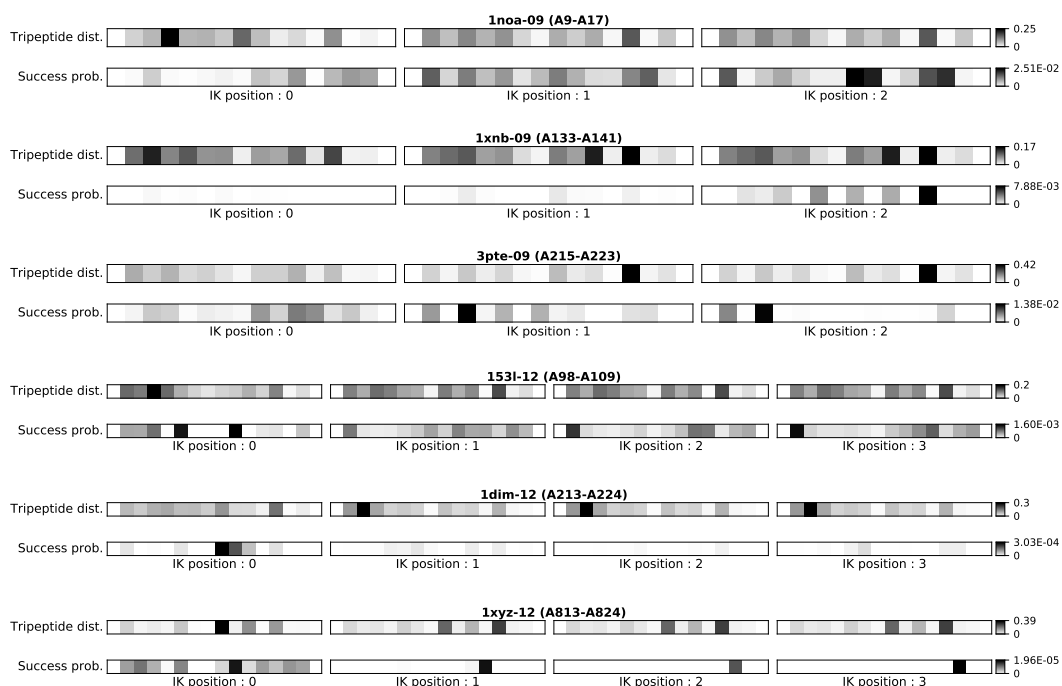 1noa-09 (A9-A17)
Tripeptide dist.
0.25
0
Success prob.
2.51E-02
0
IK position : 0
IK position : 1
IK position : 2
1xnb-09 (A133-A141)
Tripeptide dist.
0.17
0
Success prob.
7.88E-03
0
IK position : 0
IK position : 1
IK position : 2
3pte-09 (A215-A223)
Tripeptide dist.
0.42
0
Success prob.
1.38E-02
0
IK position : 0
IK position : 1
IK position : 2
153l-12 (A98-A109)
Tripeptide dist.
0.2
0
Success prob.
1.60E-03
0
IK position : 0
IK position : 1
IK position : 2
IK position : 3
1dim-12 (A213-A224)
Tripeptide dist.
0.3
0
Success prob.
3.03E-04
0
IK position : 0
IK position : 1
IK position : 2
IK position : 3
1xyz-12 (A813-A824)
Tripeptide dist.
0.39
0
Success prob.
1.96E-05
0
IK position : 0
IK position : 1
IK position : 2
IK position : 3